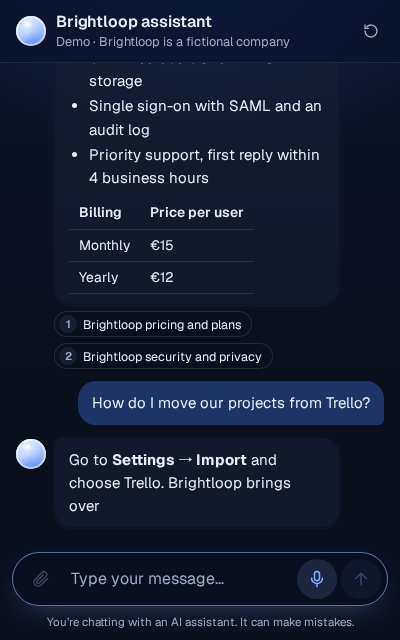 Brightloop assistant
Demo · Brightloop is a fictional company
storage
• Single sign-on with SAML and an
audit log
• Priority support, first reply within
4 business hours
Billing Price per user
Monthly €15
Yearly €12
1 Brightloop pricing and plans
2 Brightloop security and privacy
How do I move our projects from Trello?
Go to Settings → Import and
choose Trello. Brightloop brings
over
Type your message...
You're chatting with an AI assistant. It can make mistakes.